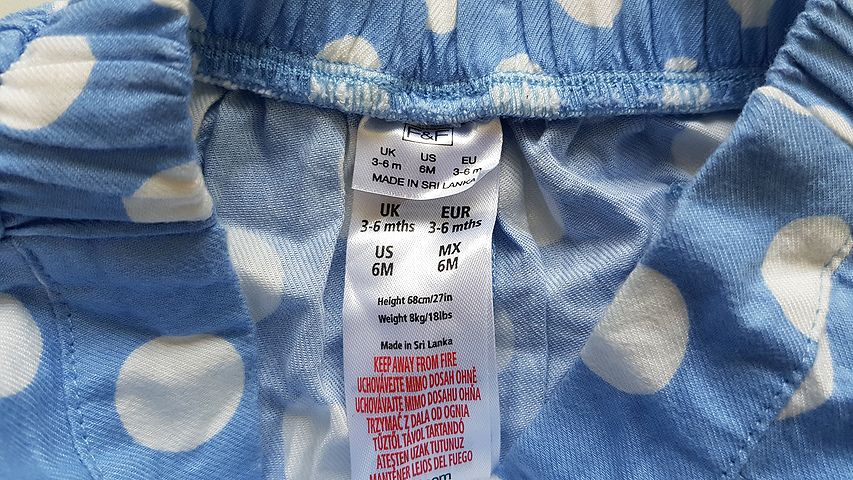 F&F
UK US EU
3-6 m 6M 3-6 m
MADE IN SRI LANKA
UK EUR
3-6 mths 3-6 mths
US MX
6M 6M
Height 68cm/27in
Weight 8kg/18lbs
Made in Sri Lanka
KEEP AWAY FROM FIRE
UCHOVÁVEJTE MIMO DOSAH OHNĚ
UCHOVÁVAJTE MIMO DOSAHU OHŇA
TRZYMAĆ Z DALA OD OGNIA
TŰZTŐL TÁVOL TARTANDÓ
ATEŞTEN UZAK TUTUNUZ
MANTENER LEJOS DEL FUEGO